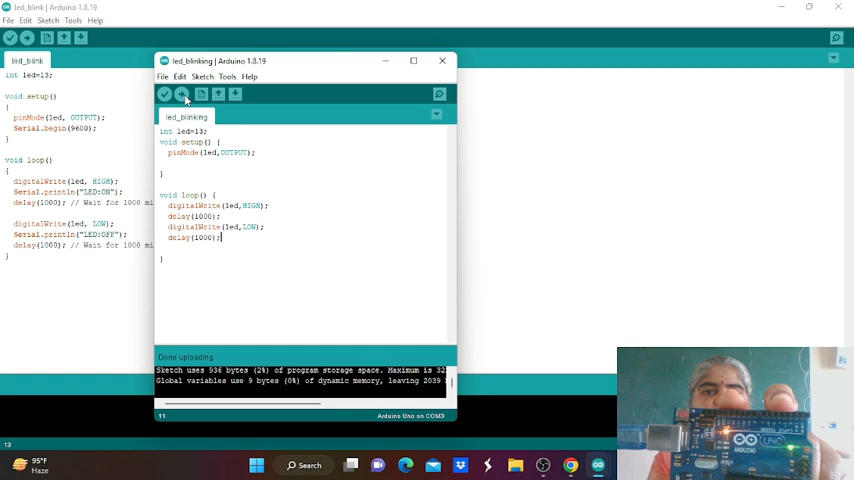 led_blink | Arduino 1.8.19
File Edit Sketch Tools Help
led_blink
int led=13;
void setup()
{
pinMode(led, OUTPUT);
Serial.begin(9600);
}
void loop()
{
digitalWrite(led, HIGH);
Serial.println("LED:ON");
delay(1000); // Wait for 1000 mi
digitalWrite(led, LOW);
Serial.println("LED:OFF");
delay(1000); // Wait for 1000 mi
}
led_blinking | Arduino 1.8.19
File Edit Sketch Tools Help
led_blinking
int led=13;
void setup() {
pinMode(led,OUTPUT);
}
void loop() {
digitalWrite(led,HIGH);
delay(1000);
digitalWrite(led,LOW);
delay(1000);
}
Done uploading
Sketch uses 936 bytes (2%) of program storage space. Maximum is 32
Global variables use 9 bytes (0%) of dynamic memory, leaving 2039
11
Arduino Uno on COM3
13
UNO
ARDUINO
95°F
Haze
Search